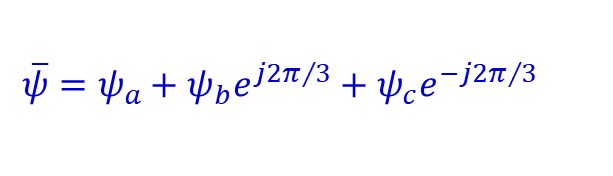 ψ̄ = ψ_a + ψ_b e^{j2π/3} + ψ_c e^{−j2π/3}